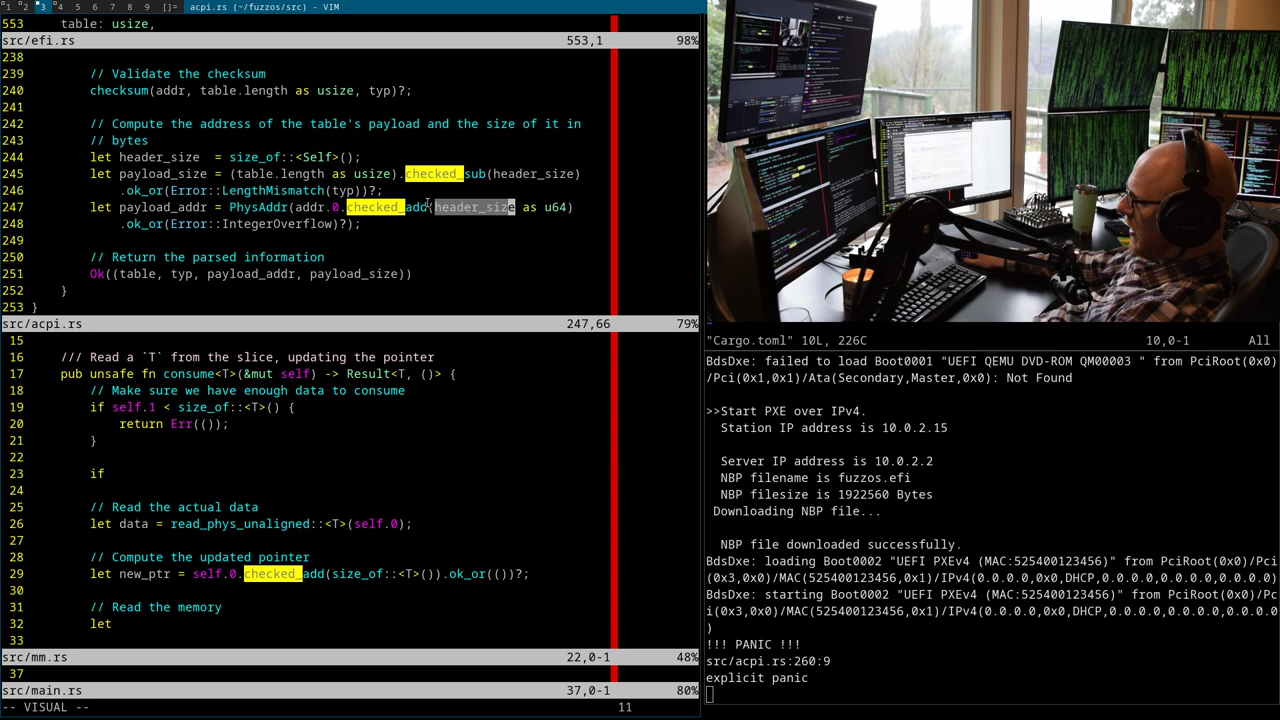 1 2 3 4 5 6 7 8 9 []= acpi.rs (~/fuzzos/src) - VIM
553     table: usize,
src/efi.rs 553,1 98%
238
239         // Validate the checksum
240         checksum(addr, table.length as usize, typ)?;
241
242         // Compute the address of the table's payload and the size of it in
243         // bytes
244         let header_size  = size_of::<Self>();
245         let payload_size = (table.length as usize).checked_sub(header_size)
246             .ok_or(Error::LengthMismatch(typ))?;
247         let payload_addr = PhysAddr(addr.0.checked_add(header_size as u64)
248             .ok_or(Error::IntegerOverflow)?);
249
250         // Return the parsed information
251         Ok((table, typ, payload_addr, payload_size))
252     }
253 }
src/acpi.rs 247,66 79%
15
16     /// Read a `T` from the slice, updating the pointer
17     pub unsafe fn consume<T>(&mut self) -> Result<T, ()> {
18         // Make sure we have enough data to consume
19         if self.1 < size_of::<T>() {
20             return Err(());
21         }
22
23         if
24
25         // Read the actual data
26         let data = read_phys_unaligned::<T>(self.0);
27
28         // Compute the updated pointer
29         let new_ptr = self.0.checked_add(size_of::<T>()).ok_or(())?;
30
31         // Read the memory
32         let
33
src/mm.rs 22,0-1 48%
37
src/main.rs 37,0-1 80%
-- VISUAL -- 11
"Cargo.toml" 10L, 226C 10,0-1 All
BdsDxe: failed to load Boot0001 "UEFI QEMU DVD-ROM QM00003 " from PciRoot(0x0)
/Pci(0x1,0x1)/Ata(Secondary,Master,0x0): Not Found
>>Start PXE over IPv4.
  Station IP address is 10.0.2.15
  Server IP address is 10.0.2.2
  NBP filename is fuzzos.efi
  NBP filesize is 1922560 Bytes
 Downloading NBP file...
  NBP file downloaded successfully.
BdsDxe: loading Boot0002 "UEFI PXEv4 (MAC:525400123456)" from PciRoot(0x0)/Pci
(0x3,0x0)/MAC(525400123456,0x1)/IPv4(0.0.0.0,0x0,DHCP,0.0.0.0,0.0.0.0,0.0.0.0)
BdsDxe: starting Boot0002 "UEFI PXEv4 (MAC:525400123456)" from PciRoot(0x0)/Pc
i(0x3,0x0)/MAC(525400123456,0x1)/IPv4(0.0.0.0,0x0,DHCP,0.0.0.0,0.0.0.0,0.0.0.0
)
!!! PANIC !!!
src/acpi.rs:260:9
explicit panic